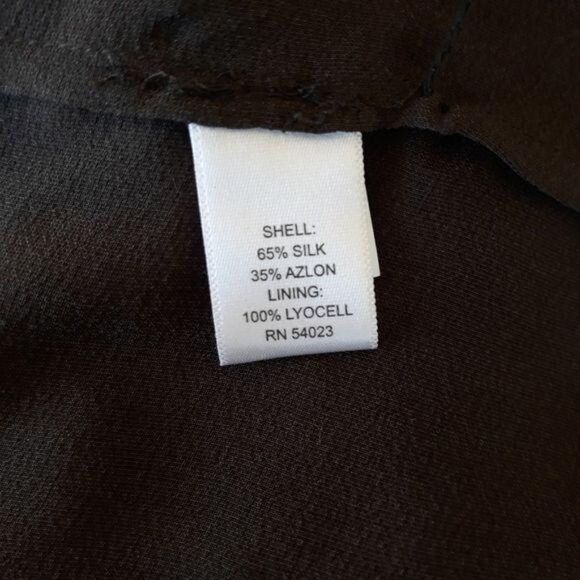 SHELL:
65% SILK
35% AZLON
LINING:
100% LYOCELL
RN 54023